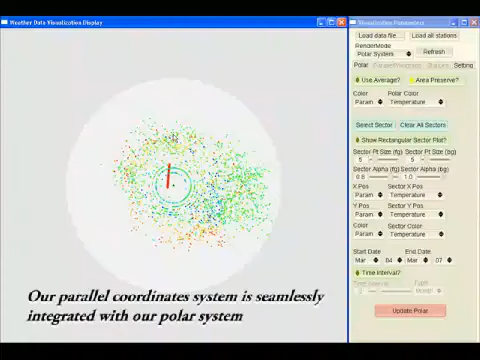 Weather Data Visualization Display
Visualization Parameters
Load data file Load all stations
RenderMode
Polar System Refresh
Polar Setting
Use Average? Area Preserve?
Color Polar Color
Param Temperature
Select Sector Clear All Sectors
Show Rectangular Sector Plot?
Sector Pt Size (fg) Sector Pt Size (bg)
5 5
Sector Alpha (fg) Sector Alpha (bg)
0.8 1.0
X Pos Sector X Pos
Param Temperature
Y Pos Sector Y Pos
Param Temperature
Color Sector Color
Param Temperature
Start Date End Date
Mar 04 Mar 07
Time Interval?
Update Polar
Our parallel coordinates system is seamlessly
integrated with our polar system